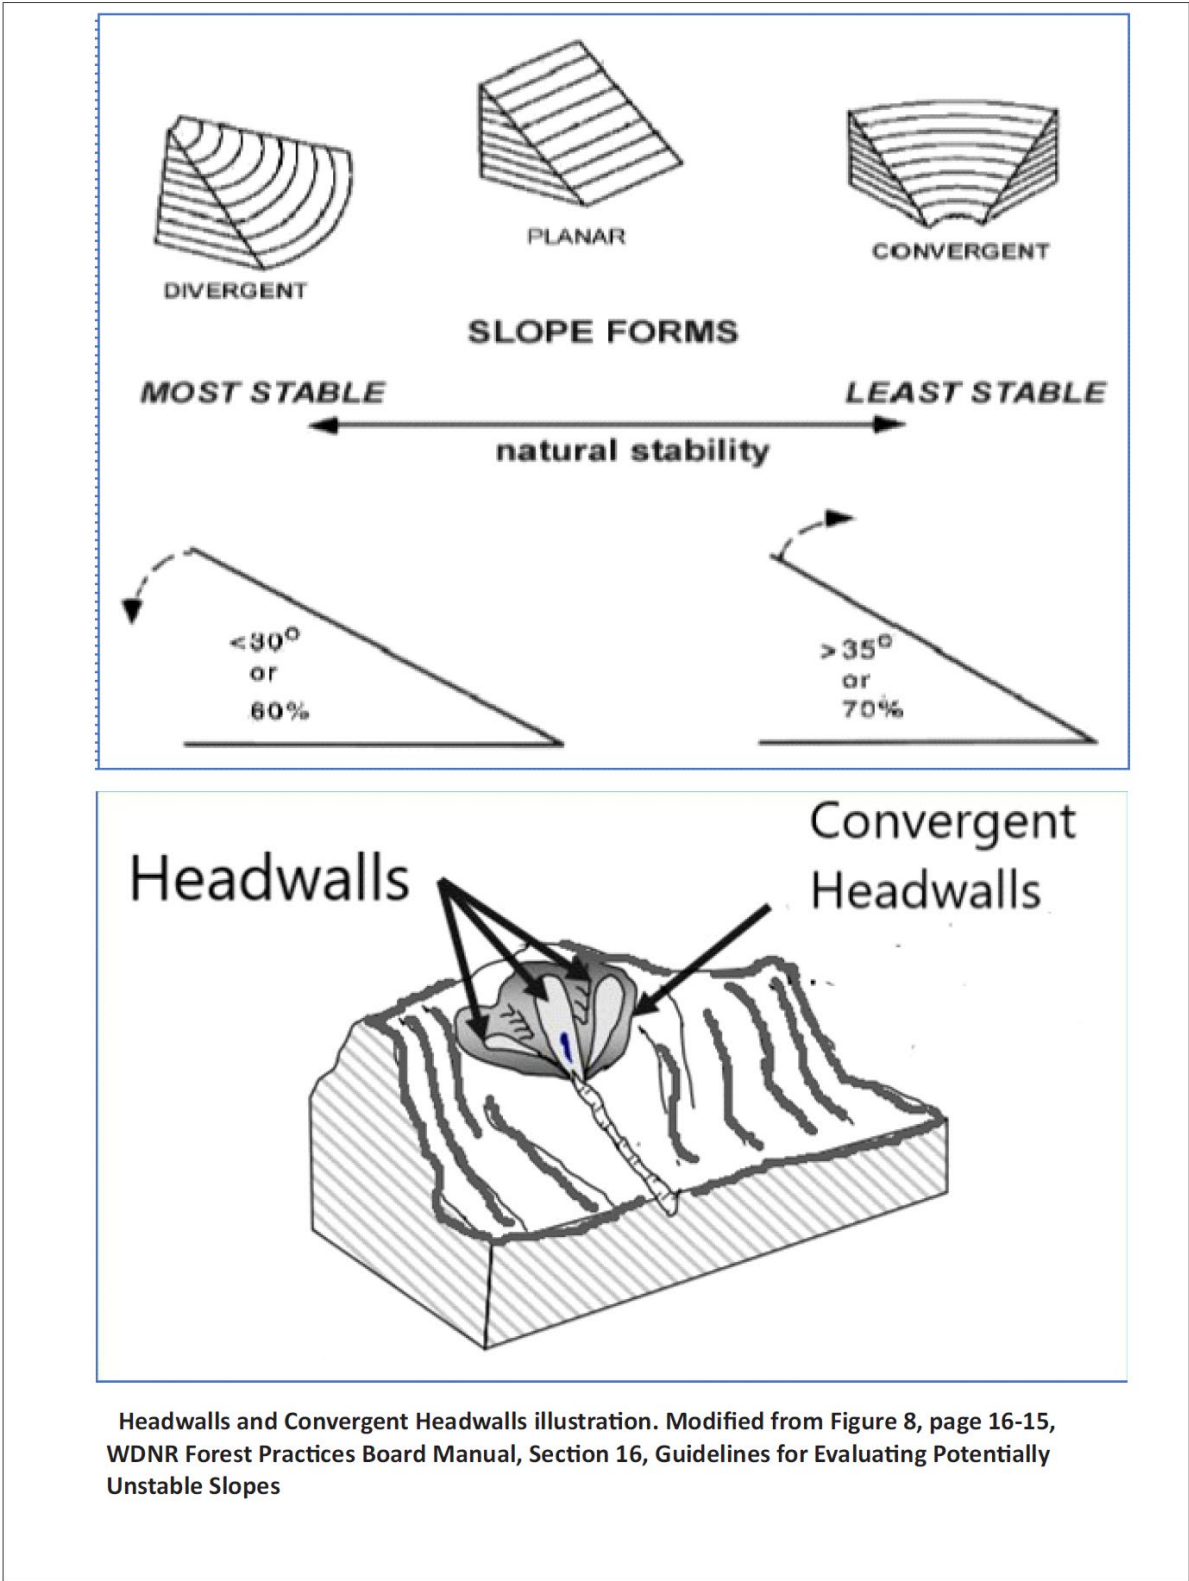 DIVERGENT
PLANAR
CONVERGENT
SLOPE FORMS
MOST STABLE
LEAST STABLE
natural stability
<30°
or
60%
>35°
or
70%
Headwalls
Convergent
Headwalls
Headwalls and Convergent Headwalls illustration. Modified from Figure 8, page 16-15,
WDNR Forest Practices Board Manual, Section 16, Guidelines for Evaluating Potentially
Unstable Slopes